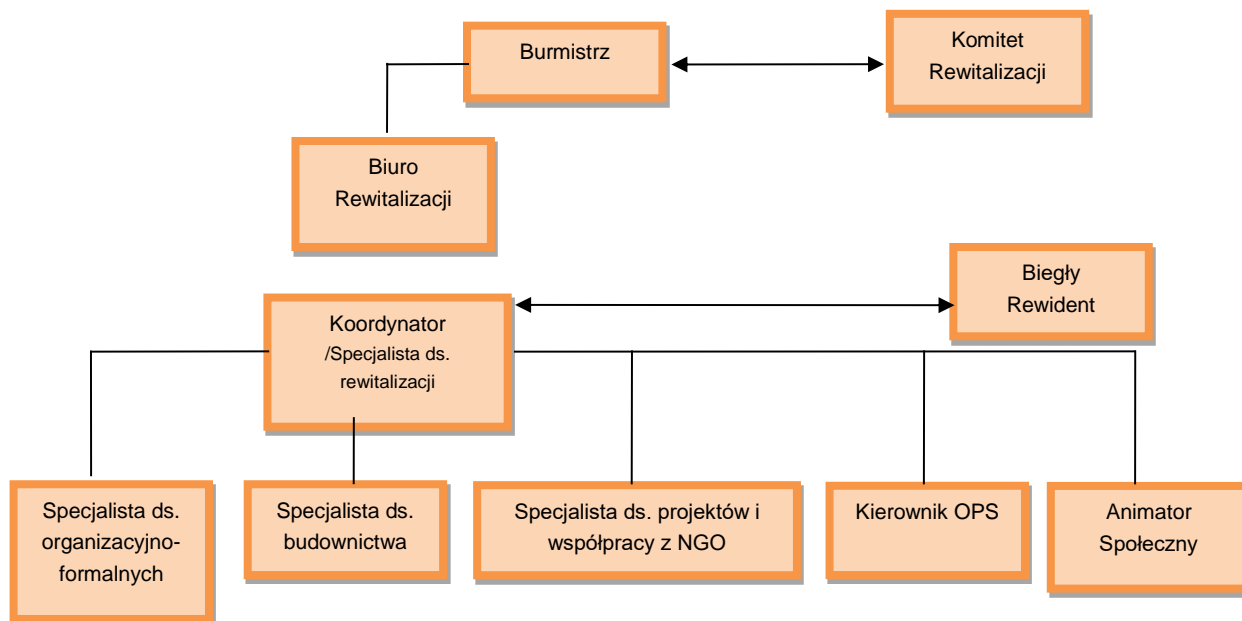 Burmistrz
Komitet
Rewitalizacji
Biuro
Rewitalizacji
Biegły
Rewident
Koordynator
/Specjalista ds.
rewitalizacji
Specjalista ds.
organizacyjno-
formalnych
Specjalista ds.
budownictwa
Specjalista ds. projektów i
współpracy z NGO
Kierownik OPS
Animator
Społeczny